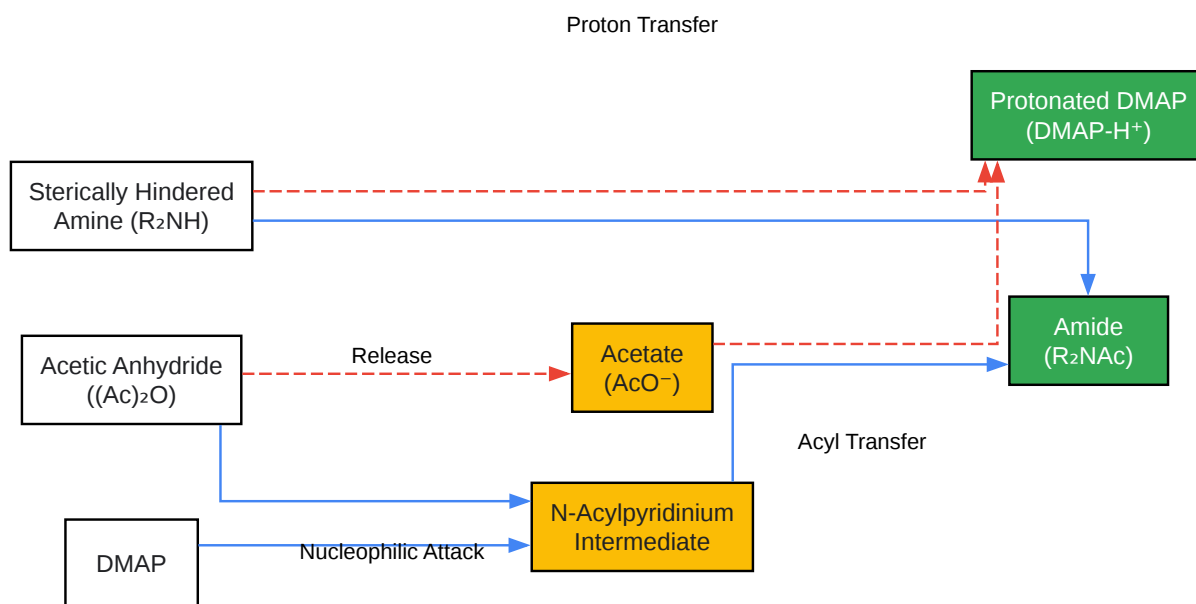 Proton Transfer
Protonated DMAP
(DMAP-H⁺)
Sterically Hindered
Amine (R₂NH)
Amide
(R₂NAc)
Acetic Anhydride
((Ac)₂O)
Release
Acetate
(AcO⁻)
Acyl Transfer
N-Acylpyridinium
Intermediate
Nucleophilic Attack
DMAP